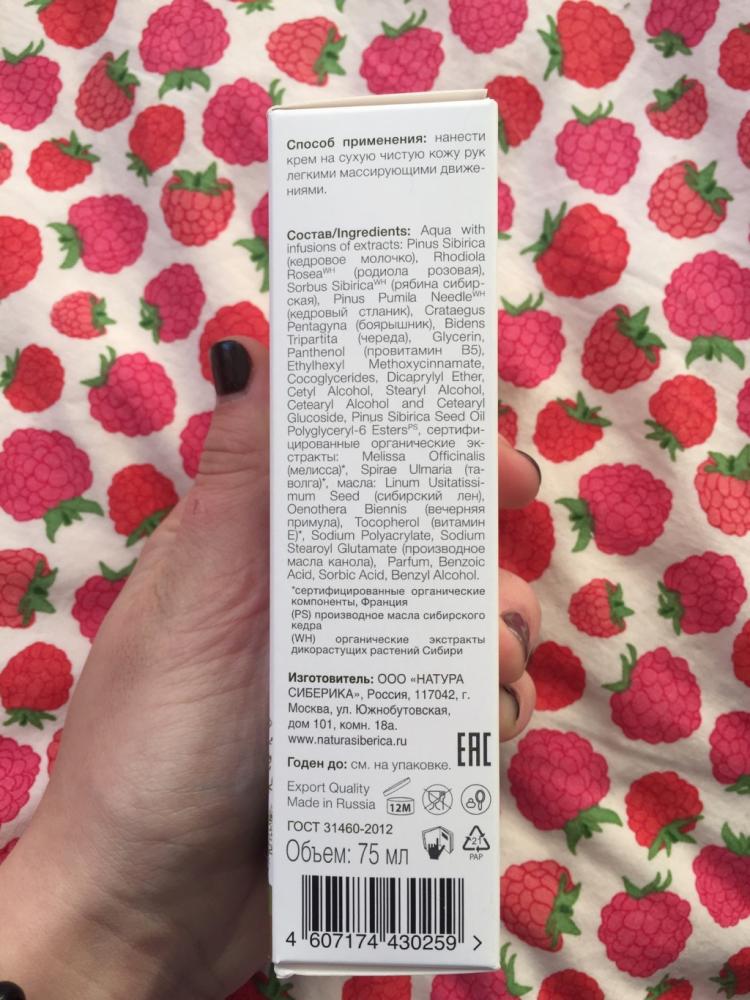 Способ применения: нанести
крем на сухую чистую кожу рук
легкими массирующими движе-
ниями.
Состав/Ingredients: Aqua with
infusions of extracts: Pinus Sibirica
(кедровое молочко), Rhodiola
Rosea^WH (родиола розовая),
Sorbus Sibirica^WH (рябина сибир-
ская), Pinus Pumila Needle^WH
(кедровый стланик), Crataegus
Pentagyna (боярышник), Bidens
Tripartita (череда), Glycerin,
Panthenol (провитамин B5),
Ethylhexyl Methoxycinnamate,
Cocoglycerides, Dicaprylyl Ether,
Cetyl Alcohol, Stearyl Alcohol,
Cetearyl Alcohol and Cetearyl
Glucoside, Pinus Sibirica Seed Oil
Polyglyceryl-6 Esters^PS, сертифи-
цированные органические эк-
стракты: Melissa Officinalis
(мелисса)*, Spirae Ulmaria (та-
волга)*, масла: Linum Usitatissi-
mum Seed (сибирский лен),
Oenothera Biennis (вечерняя
примула), Tocopherol (витамин
E)*, Sodium Polyacylate, Sodium
Stearoyl Glutamate (производное
масла канола), Parfum, Benzoic
Acid, Sorbic Acid, Benzyl Alcohol.
*сертифицированные органические
компоненты, Франция
(PS) производное масла сибирского
кедра
(WH) органические экстракты
дикорастущих растений Сибири
Изготовитель: ООО «НАТУРА
СИБЕРИКА», Россия, 117042, г.
Москва, ул. Южнобутовская,
дом 101, комн. 18а.
www.naturasiberica.ru
EAC
Годен до: см. на упаковке.
Export Quality
Made in Russia
12M
ГОСТ 31460-2012
Объем: 75 мл
21
PAP
4 607174 430259 >